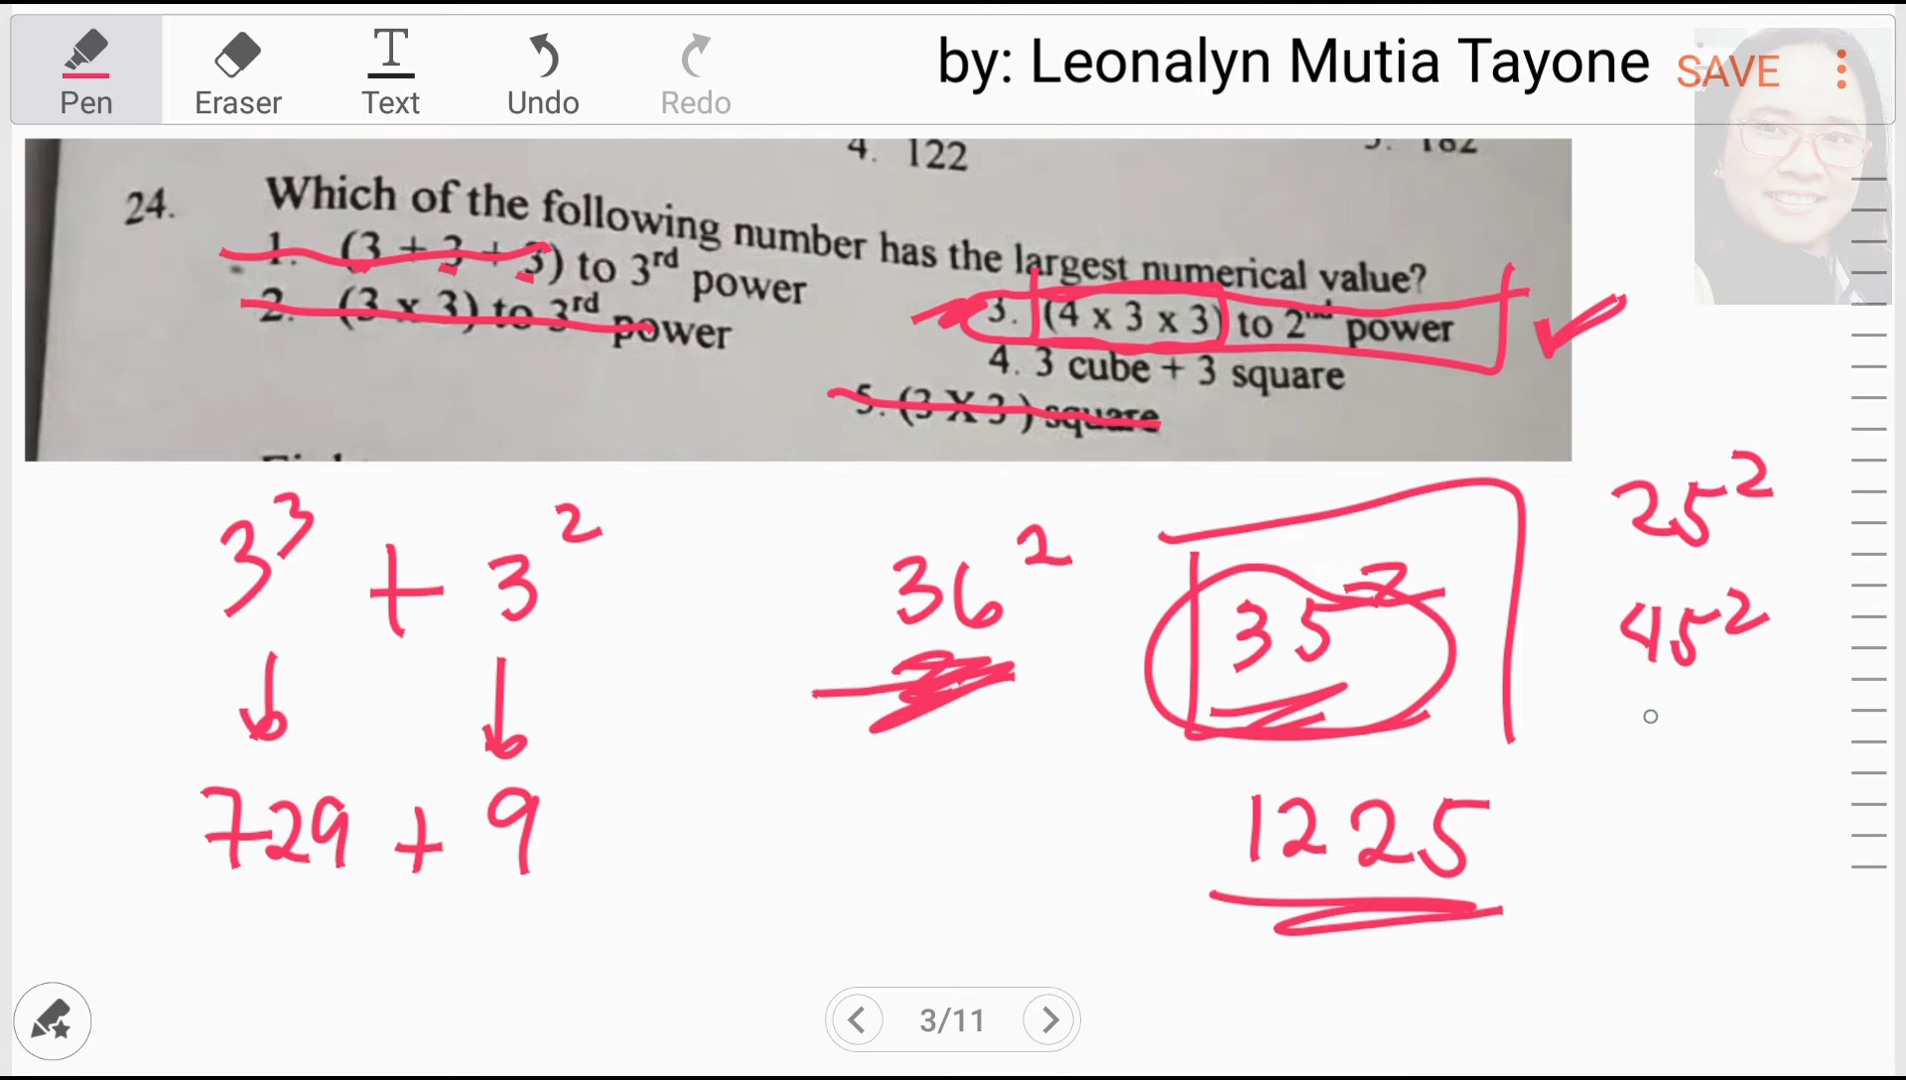 Pen
Eraser
Text
Undo
Redo
by: Leonalyn Mutia Tayone
SAVE
4. 122
5. 182
24. Which of the following number has the largest numerical value?
1. (3 + 3 + 3) to 3rd power
2. (3 x 3) to 3rd power
3. (4 x 3 x 3) to 2nd power
4. 3 cube + 3 square
5. (3 X 3 ) square
3³ + 3²
36²
35²
25²
45²
729 + 9
1225
3/11